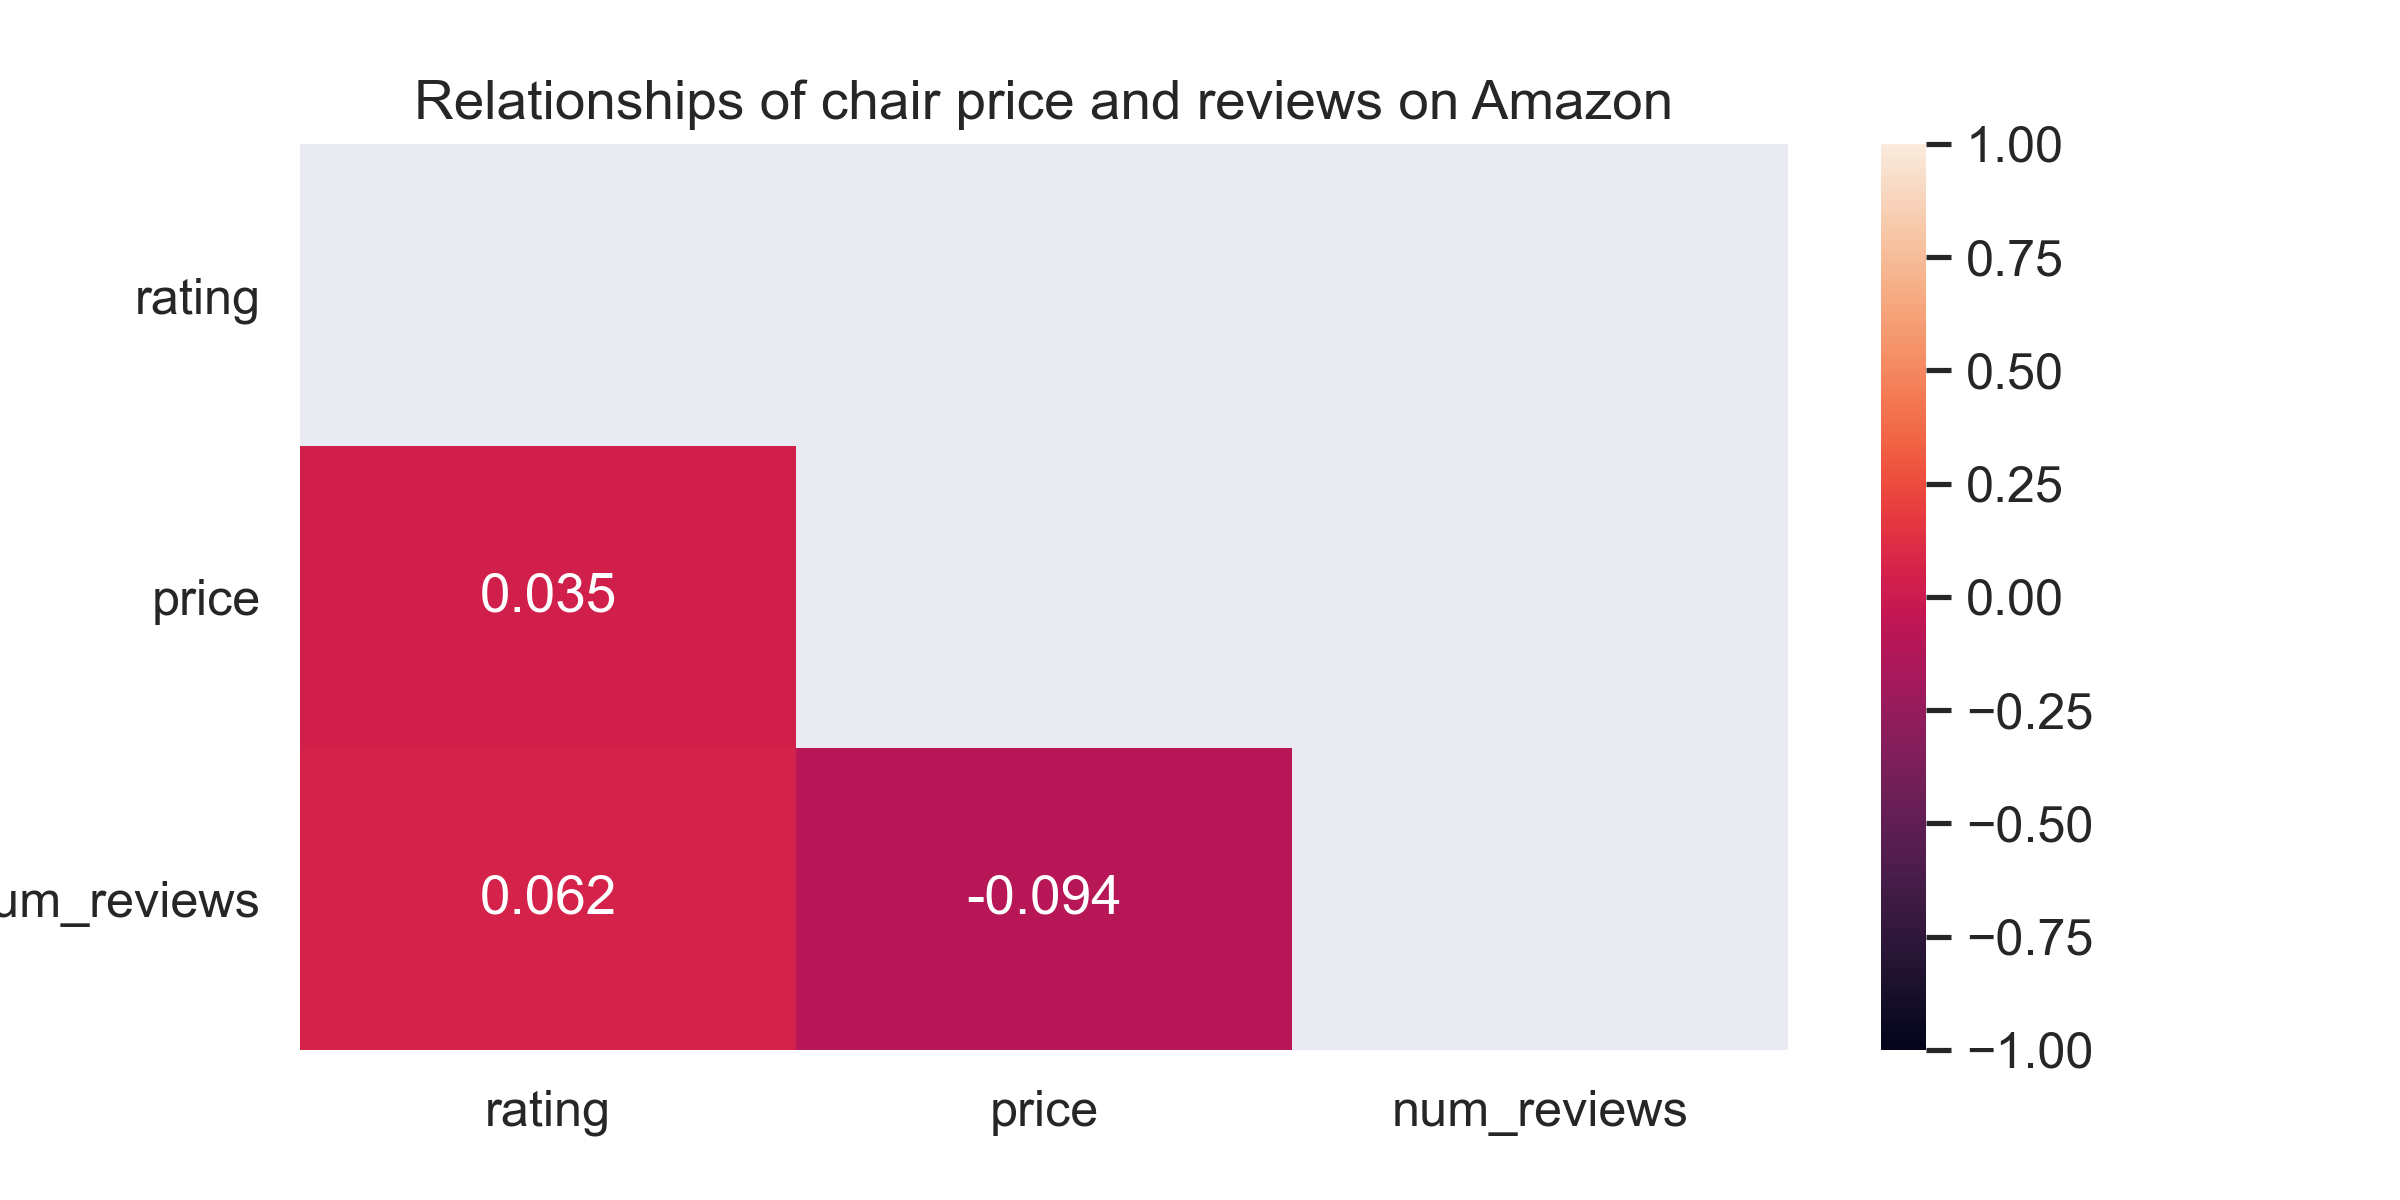 Relationships of chair price and reviews on Amazon
rating
price
um_reviews
0.035
0.062
-0.094
rating
price
num_reviews
1.00
0.75
0.50
0.25
0.00
−0.25
−0.50
−0.75
−1.00